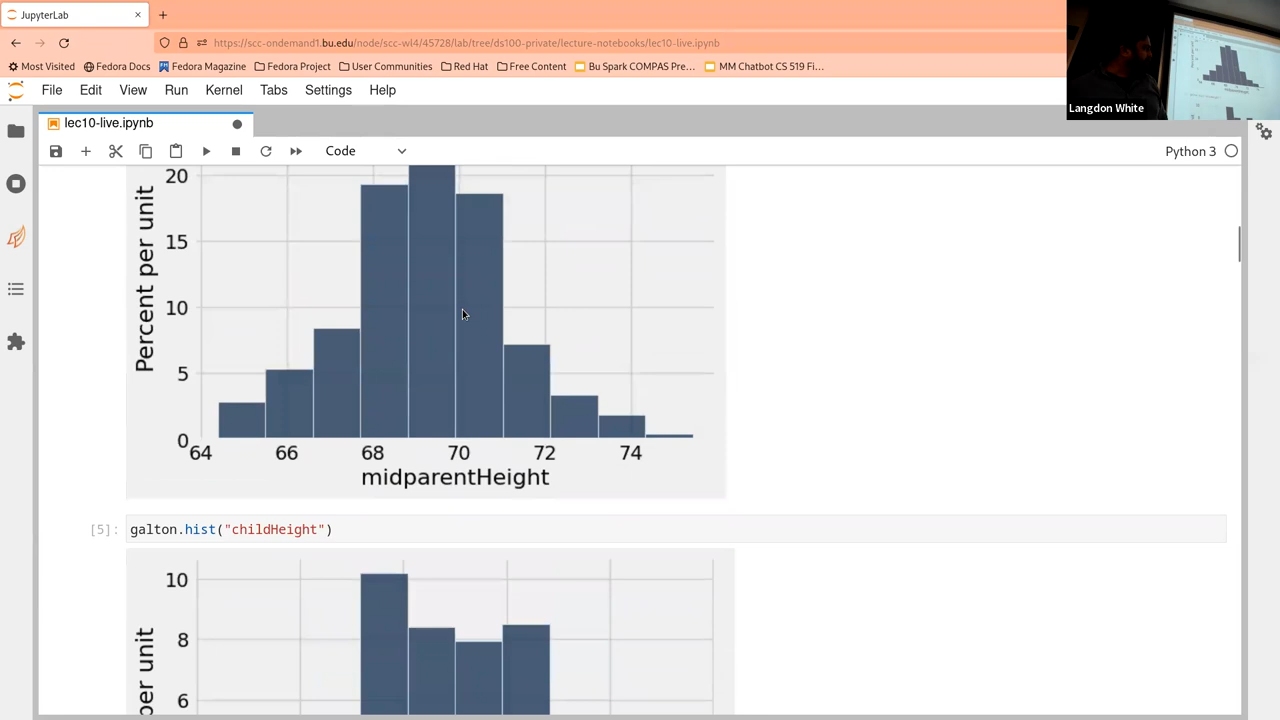 JupyterLab
https://scc-ondemand1.bu.edu/node/scc-wl4/45728/lab/tree/ds100-private/lecture-notebooks/lec10-live.ipynb
Most Visited Fedora Docs Fedora Magazine Fedora Project User Communities Red Hat Free Content Bu Spark COMPAS Pre… MM Chatbot CS 519 Fi…
File Edit View Run Kernel Tabs Settings Help
Langdon White
lec10-live.ipynb
Code
Python 3
20
15
10
5
0
Percent per unit
64 66 68 70 72 74
midparentHeight
[5]: galton.hist("childHeight")
10
8
6
per unit